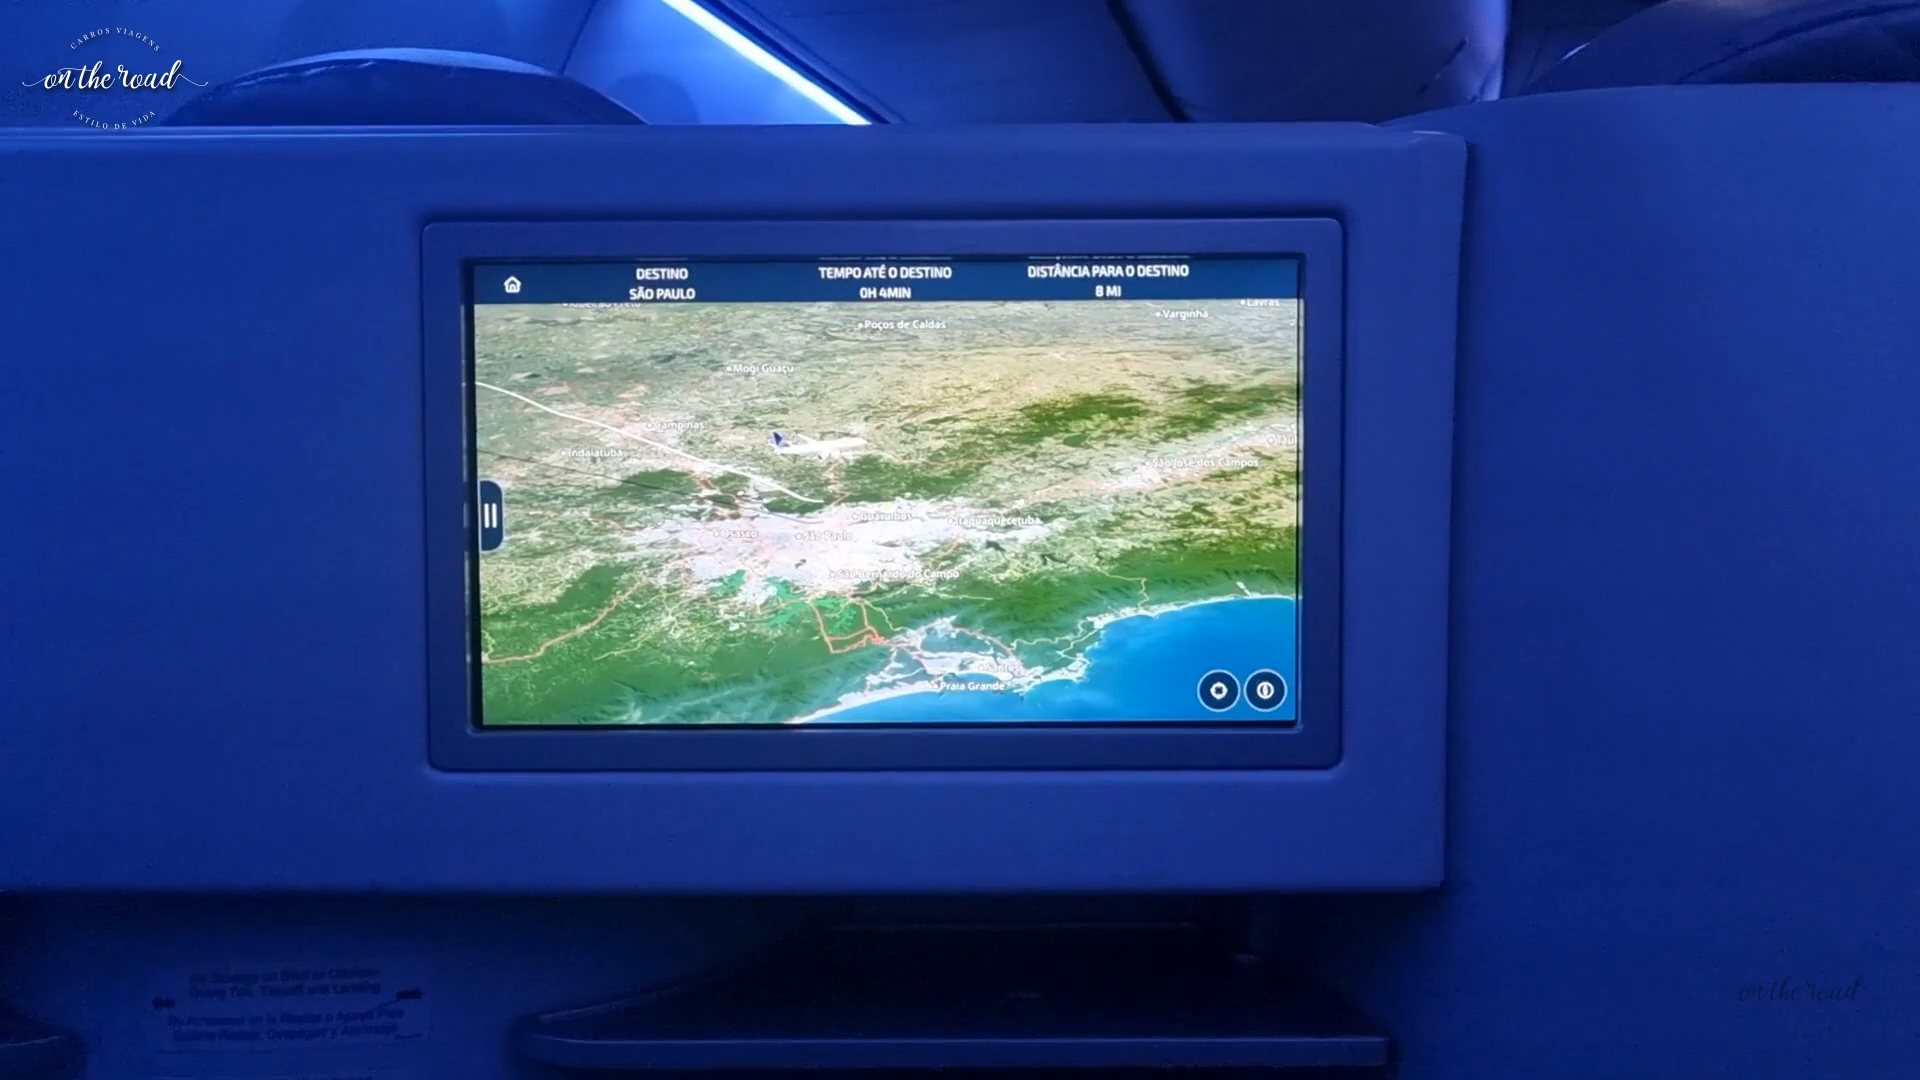 CARROS VIAGENS
on the road
ESTILO DE VIDA
DESTINO
SÃO PAULO
TEMPO ATÉ O DESTINO
0H 4MIN
DISTÂNCIA PARA O DESTINO
8 MI
Lavras
Varginha
Poços de Caldas
Mogi Guaçu
Campinas
Indaiatuba
São José dos Campos
Guarulhos
Itaquaquecetuba
Osasco
São Paulo
São Bernardo do Campo
Santos
Praia Grande
on the road